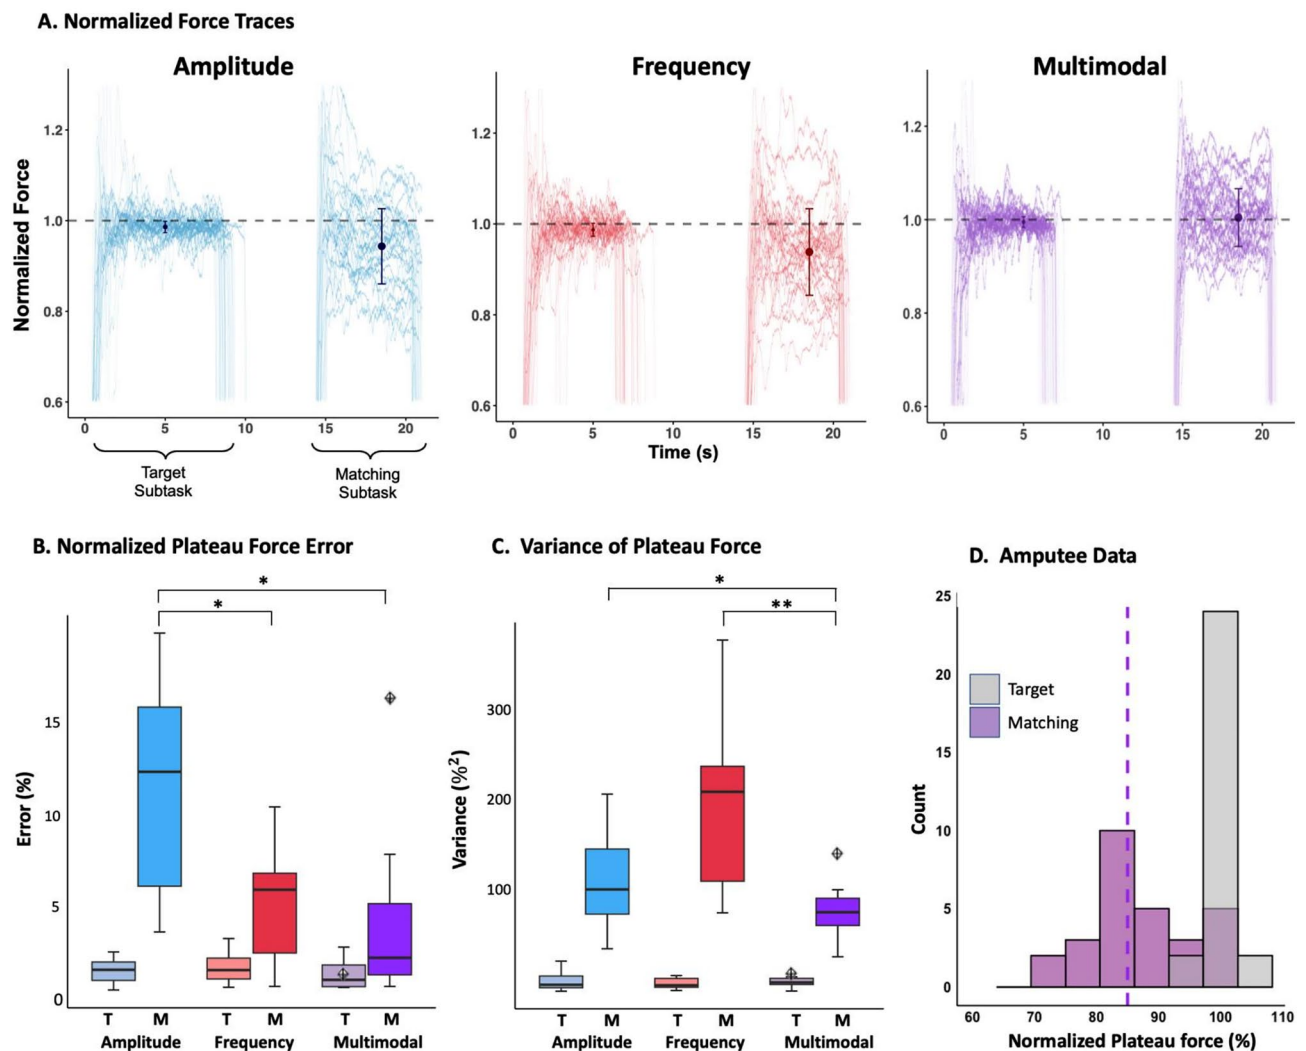 A. Normalized Force Traces
Amplitude
Frequency
Multimodal
Normalized Force
1.2
1.0
0.8
0.6
0 5 10 15 20
1.2
1.0
0.8
0.6
0 5 10 15 20
1.2
1.0
0.8
0.6
0 5 10 15 20
Time (s)
Target
Subtask
Matching
Subtask
B. Normalized Plateau Force Error
*
*
Error (%)
15
10
5
0
T M T M T M
Amplitude Frequency Multimodal
C. Variance of Plateau Force
*
**
Variance (%²)
300
200
100
T M T M T M
Amplitude Frequency Multimodal
D. Amputee Data
Target
Matching
Count
25
20
15
10
5
0
60 70 80 90 100 110
Normalized Plateau force (%)